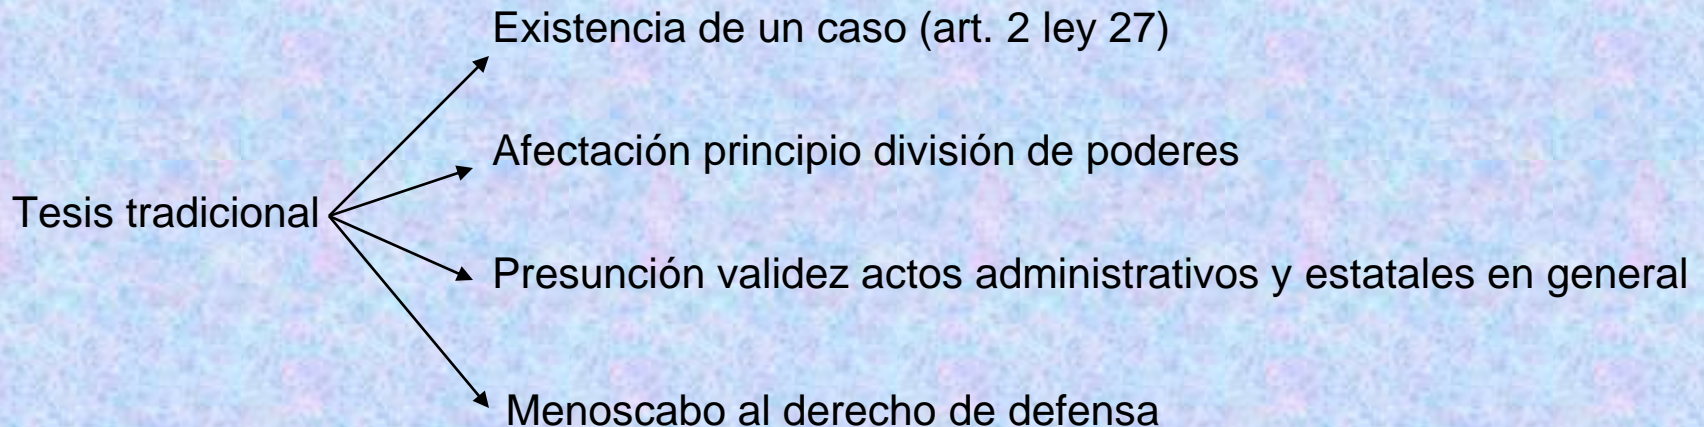 Existencia de un caso (art. 2 ley 27)
Afectación principio división de poderes
Tesis tradicional
Presunción validez actos administrativos y estatales en general
Menoscabo al derecho de defensa